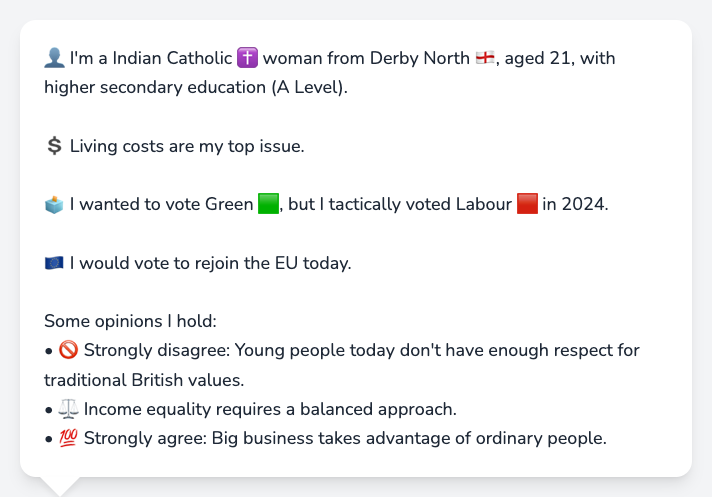 👤 I'm a Indian Catholic ✝️ woman from Derby North 🏴󠁧󠁢󠁥󠁮󠁧󠁿, aged 21, with
higher secondary education (A Level).
💲 Living costs are my top issue.
🗳️ I wanted to vote Green 🟩, but I tactically voted Labour 🟥 in 2024.
🇪🇺 I would vote to rejoin the EU today.
Some opinions I hold:
• 🚫 Strongly disagree: Young people today don't have enough respect for
traditional British values.
• ⚖️ Income equality requires a balanced approach.
• 💯 Strongly agree: Big business takes advantage of ordinary people.